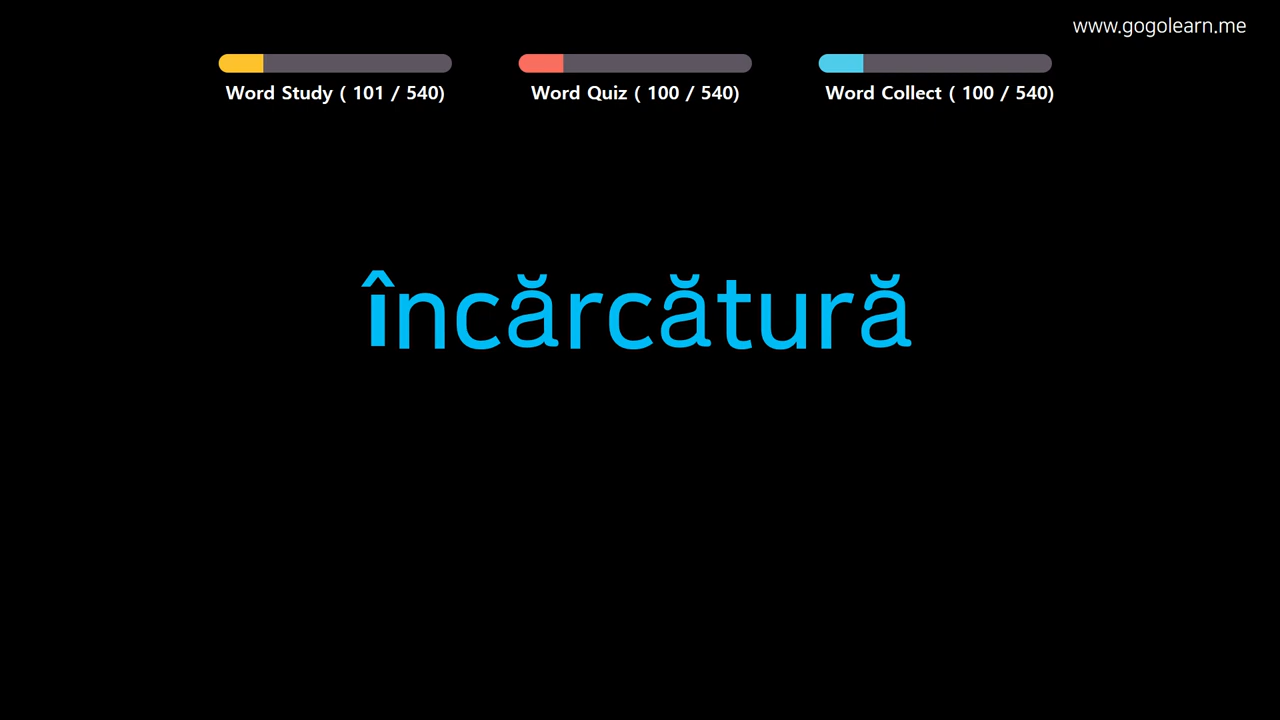 www.gogolearn.me
Word Study ( 101 / 540)
Word Quiz ( 100 / 540)
Word Collect ( 100 / 540)
încărcătură